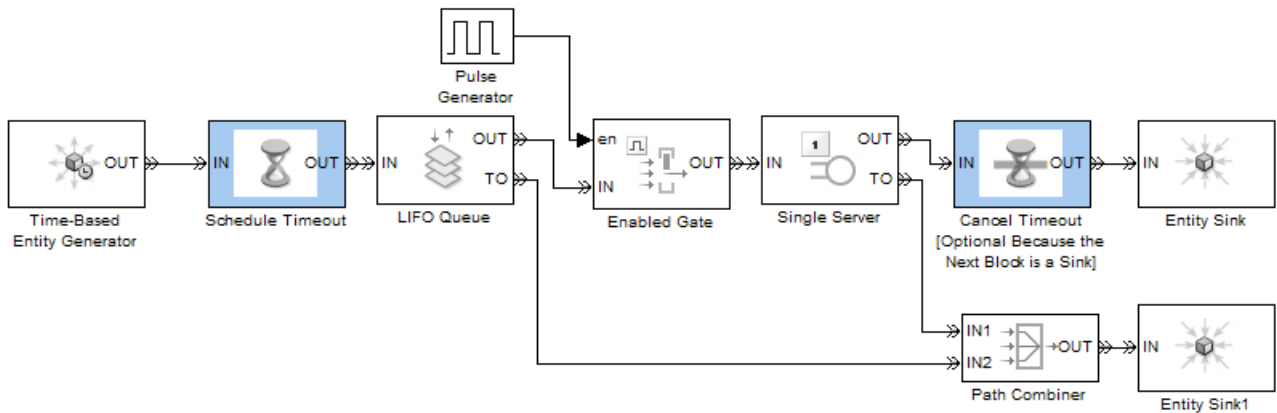 Pulse
Generator
OUT
Time-Based
Entity Generator
IN OUT
Schedule Timeout
IN OUT
TO
LIFO Queue
en
IN OUT
Enabled Gate
1
IN OUT
TO
Single Server
IN OUT
Cancel Timeout
[Optional Because the
Next Block is a Sink]
IN
Entity Sink
IN1
IN2 OUT
Path Combiner
IN
Entity Sink1